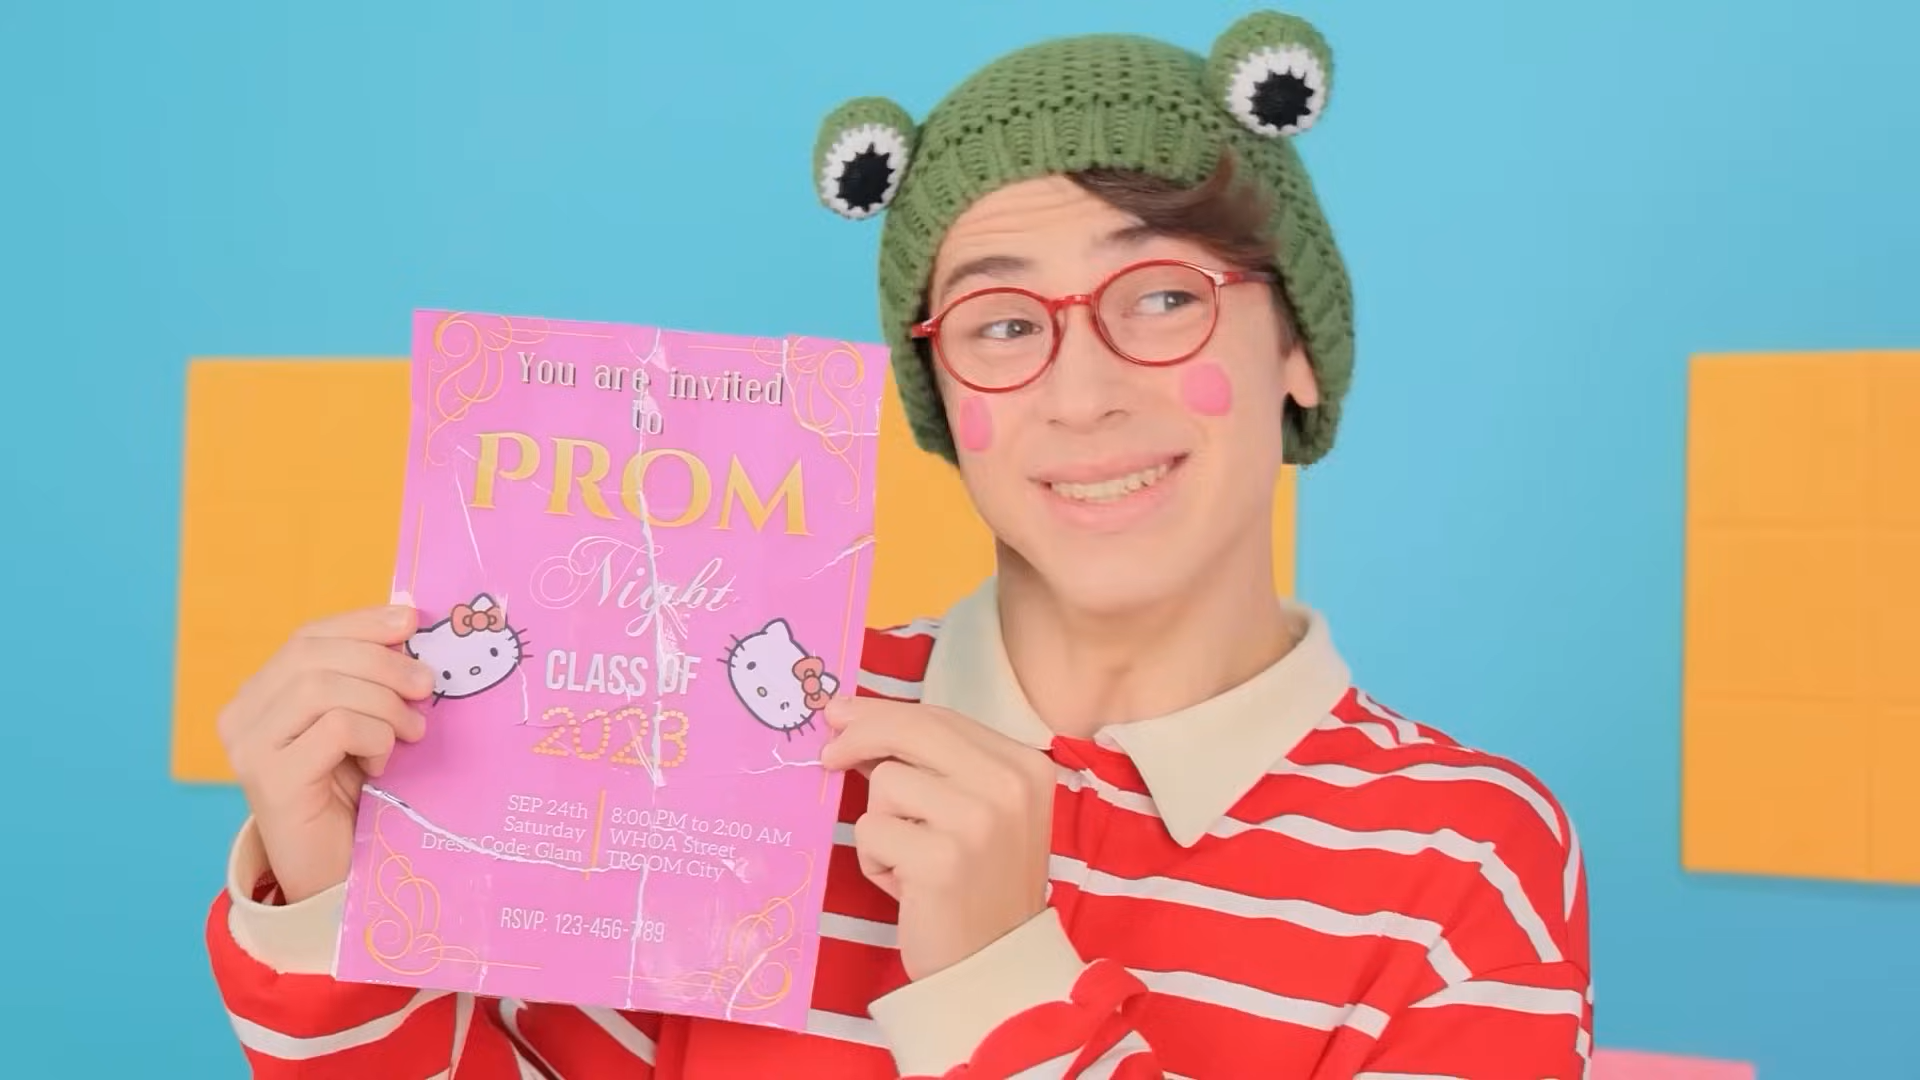 You are invited
to
PROM
Night
CLASS OF
2023
SEP 24th
Saturday
Dress Code: Glam
8:00 PM to 2:00 AM
WHOA Street
TROOM City
RSVP: 123-456-789